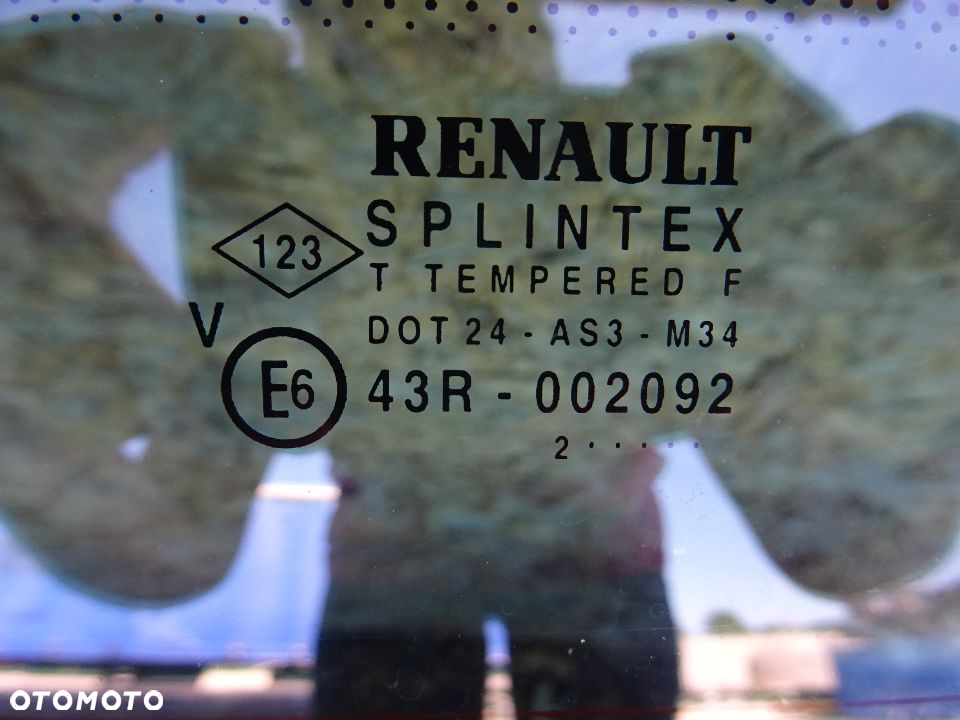 RENAULT
123
SPLINTEX
T TEMPERED F
V
DOT 24 - AS3 - M34
E6
43R - 002092
2 · · · · ·
OTOMOTO